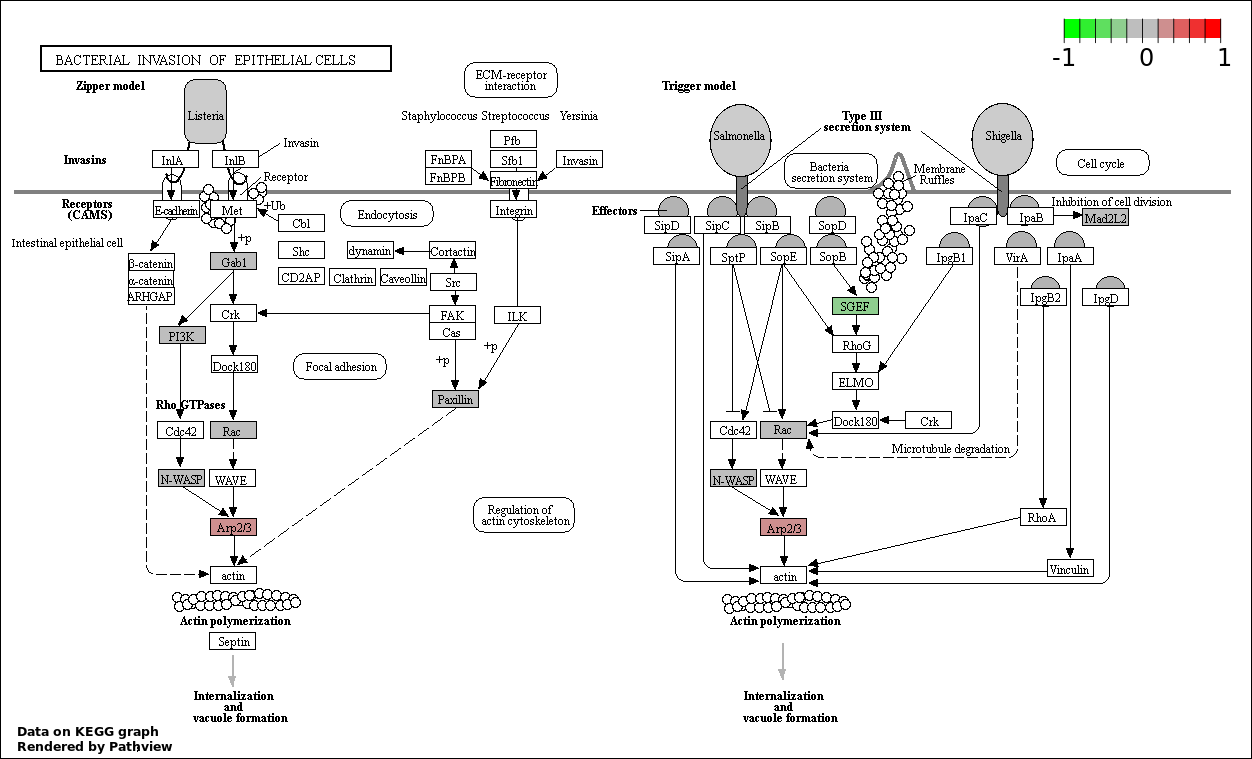 BACTERIAL INVASION OF EPITHELIAL CELLS
-1 0 1
Zipper model
Listeria
ECM-receptor
interaction
Staphylococcus Streptococcus Yersinia
Pfb
Sfb1
FnBPA
FnBPB
Fibronectin
Invasin
Invasins
InlA
InlB
Invasin
Receptor
Receptors
(CAMS)
E-cadherin
Met
+Ub
Cbl
Endocytosis
Integrin
Intestinal epithelial cell
+p
Gab1
Shc
dynamin
Cortactin
β-catenin
α-catenin
ARHGAP
CD2AP
Clathrin
Caveollin
Src
Crk
FAK
Cas
ILK
PI3K
+p
+p
Dock180
Focal adhesion
Paxillin
Rho GTPases
Cdc42
Rac
N-WASP
WAVE
Arp2/3
Regulation of
actin cytoskeleton
actin
Actin polymerization
Septin
Internalization
and
vacuole formation
Trigger model
Salmonella
Type III
secretion system
Shigella
Bacteria
secretion system
Membrane
Ruffles
Cell cycle
Effectors
SipD
SipC
SipB
SopD
IpaC
IpaB
Inhibition of cell division
Mad2L2
SipA
SptP
SopE
SopB
IpgB1
VirA
IpaA
IpgB2
IpgD
SGEF
RhoG
ELMO
Dock180
Crk
Cdc42
Rac
Microtubule degradation
N-WASP
WAVE
Arp2/3
RhoA
Vinculin
actin
Actin polymerization
Internalization
and
vacuole formation
Data on KEGG graph
Rendered by Pathview